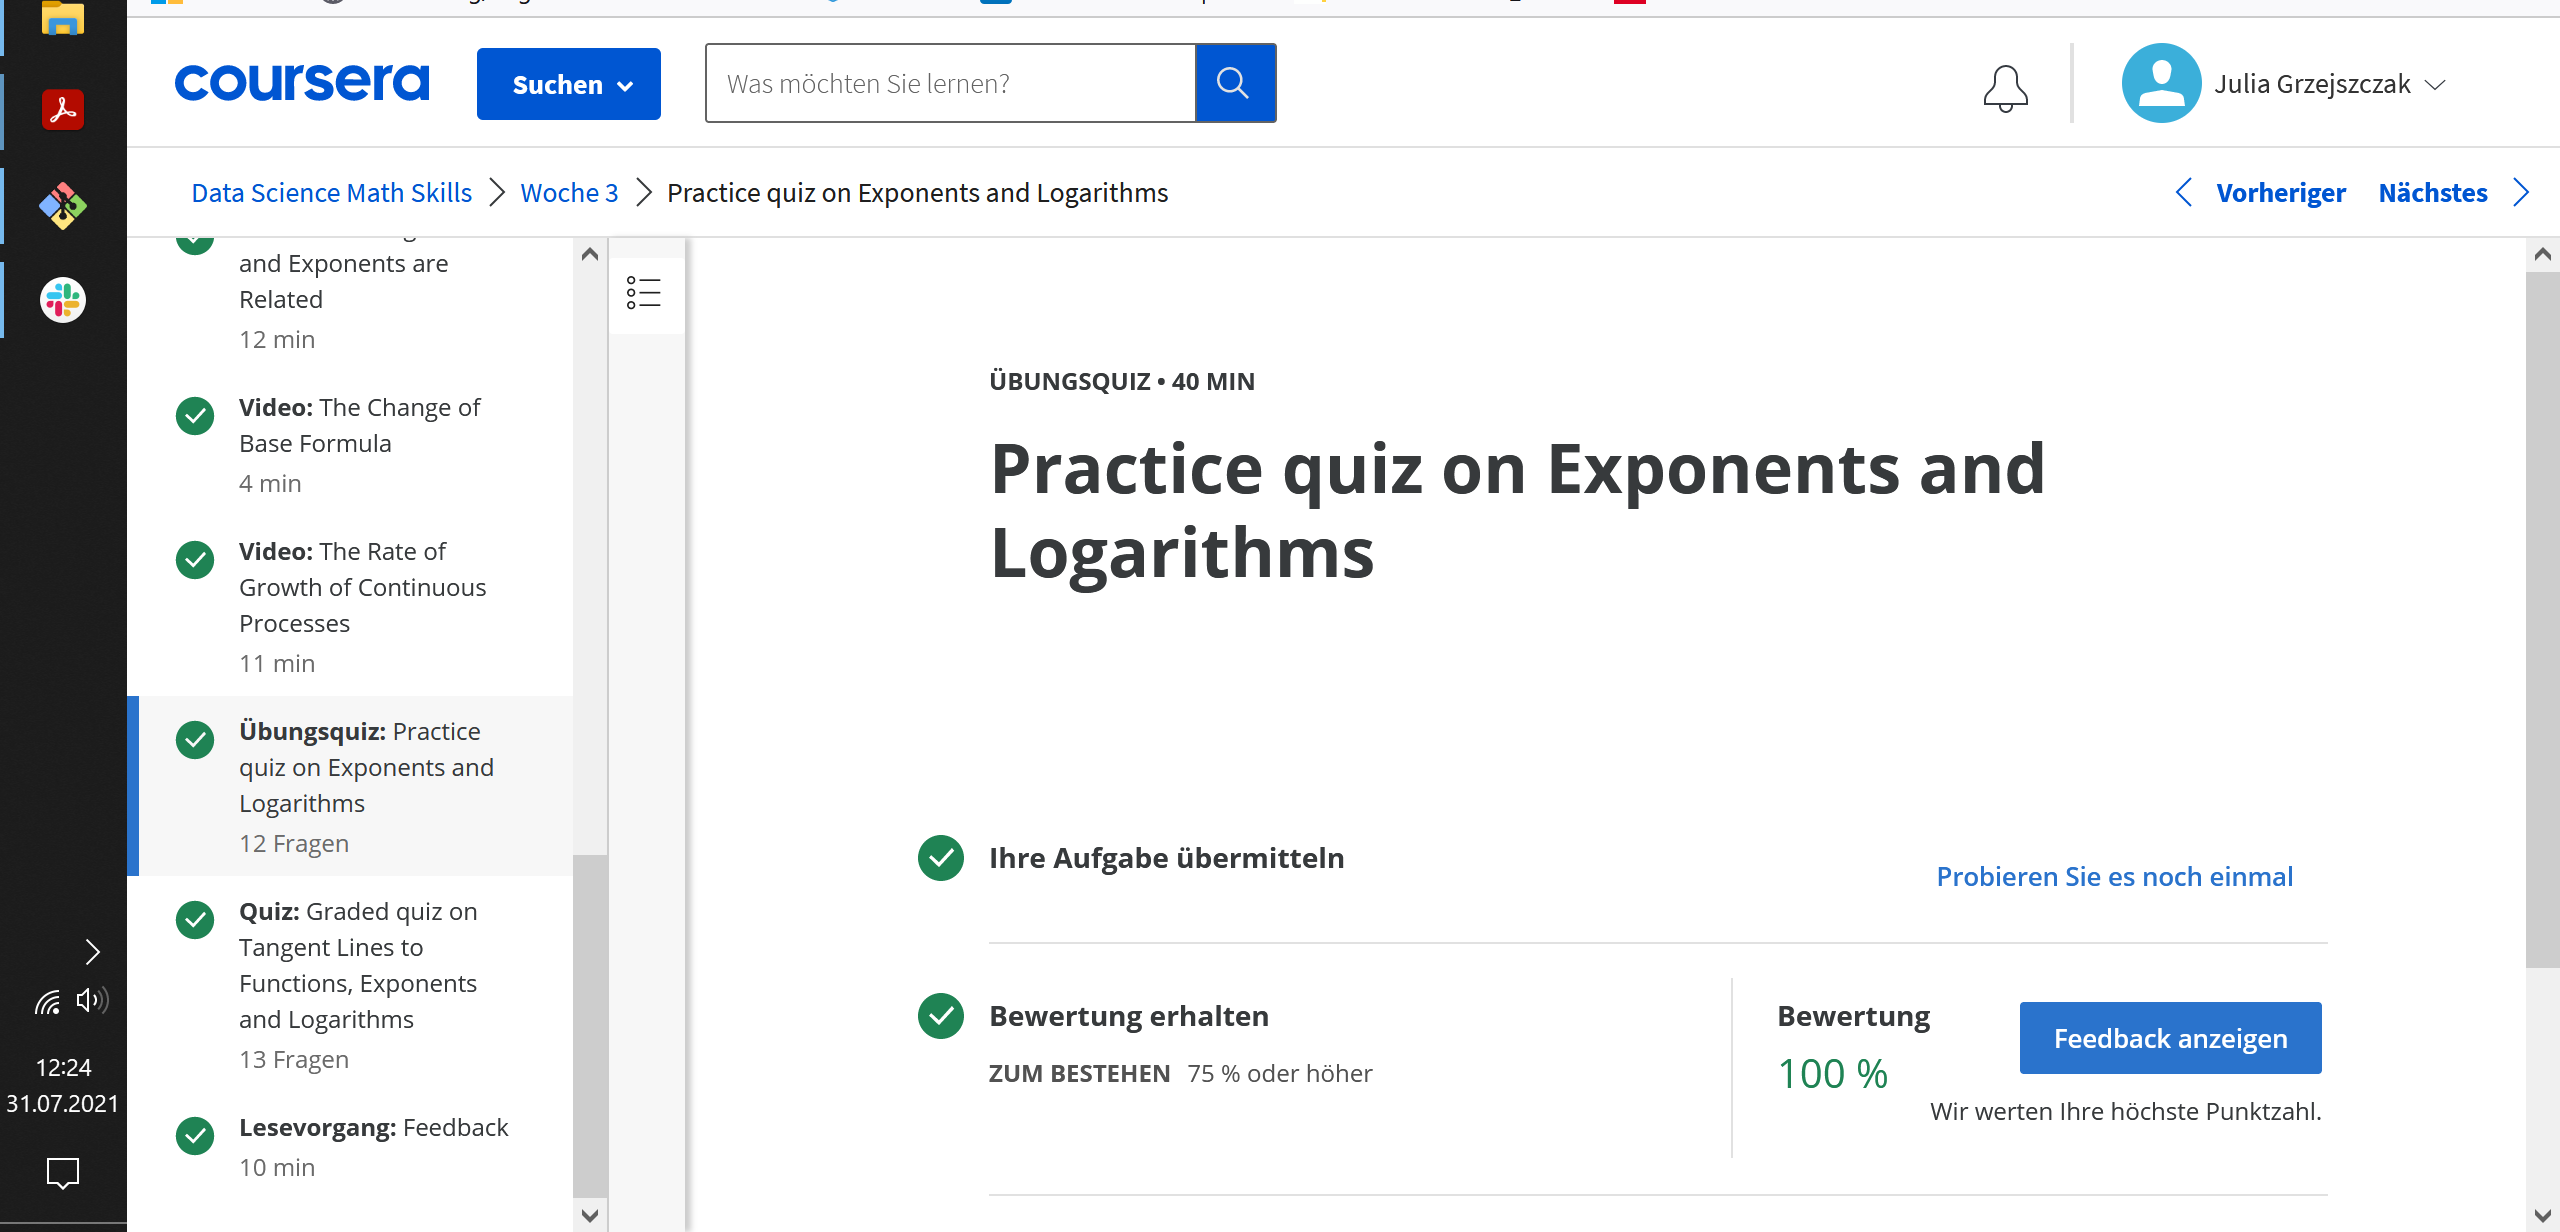 coursera
Suchen
Was möchten Sie lernen?
Julia Grzejszczak
Data Science Math Skills
Woche 3
Practice quiz on Exponents and Logarithms
Vorheriger
Nächstes
and Exponents are
Related
12 min
Video: The Change of
Base Formula
4 min
Video: The Rate of
Growth of Continuous
Processes
11 min
Übungsquiz: Practice
quiz on Exponents and
Logarithms
12 Fragen
Quiz: Graded quiz on
Tangent Lines to
Functions, Exponents
and Logarithms
13 Fragen
Lesevorgang: Feedback
10 min
ÜBUNGSQUIZ • 40 MIN
Practice quiz on Exponents and
Logarithms
Ihre Aufgabe übermitteln
Probieren Sie es noch einmal
Bewertung erhalten
ZUM BESTEHEN 75 % oder höher
Bewertung
100 %
Feedback anzeigen
Wir werten Ihre höchste Punktzahl.
12:24
31.07.2021